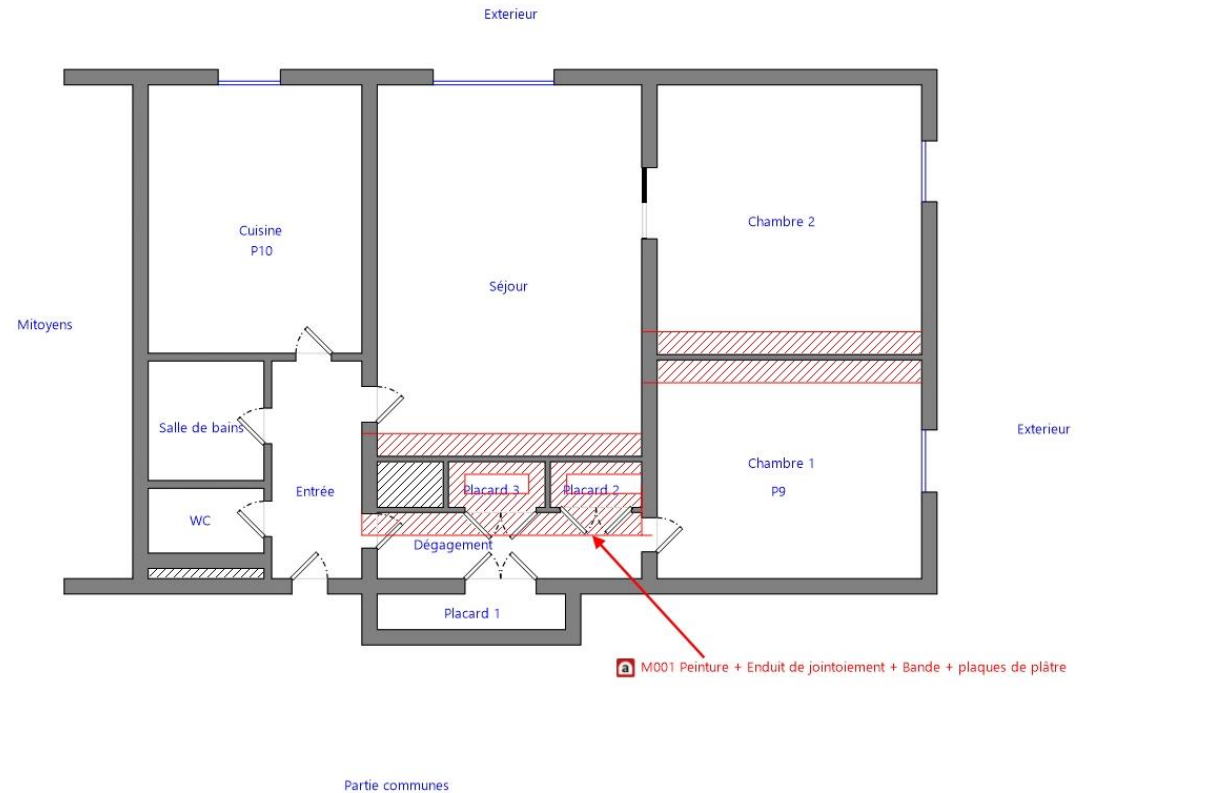 Exterieur
Cuisine
P10
Chambre 2
Séjour
Mitoyens
Salle de bains
Exterieur
Chambre 1
P9
Entrée
Placard 3
Placard 2
WC
Dégagement
Placard 1
a M001 Peinture + Enduit de jointoiement + Bande + plaques de plâtre
Partie communes